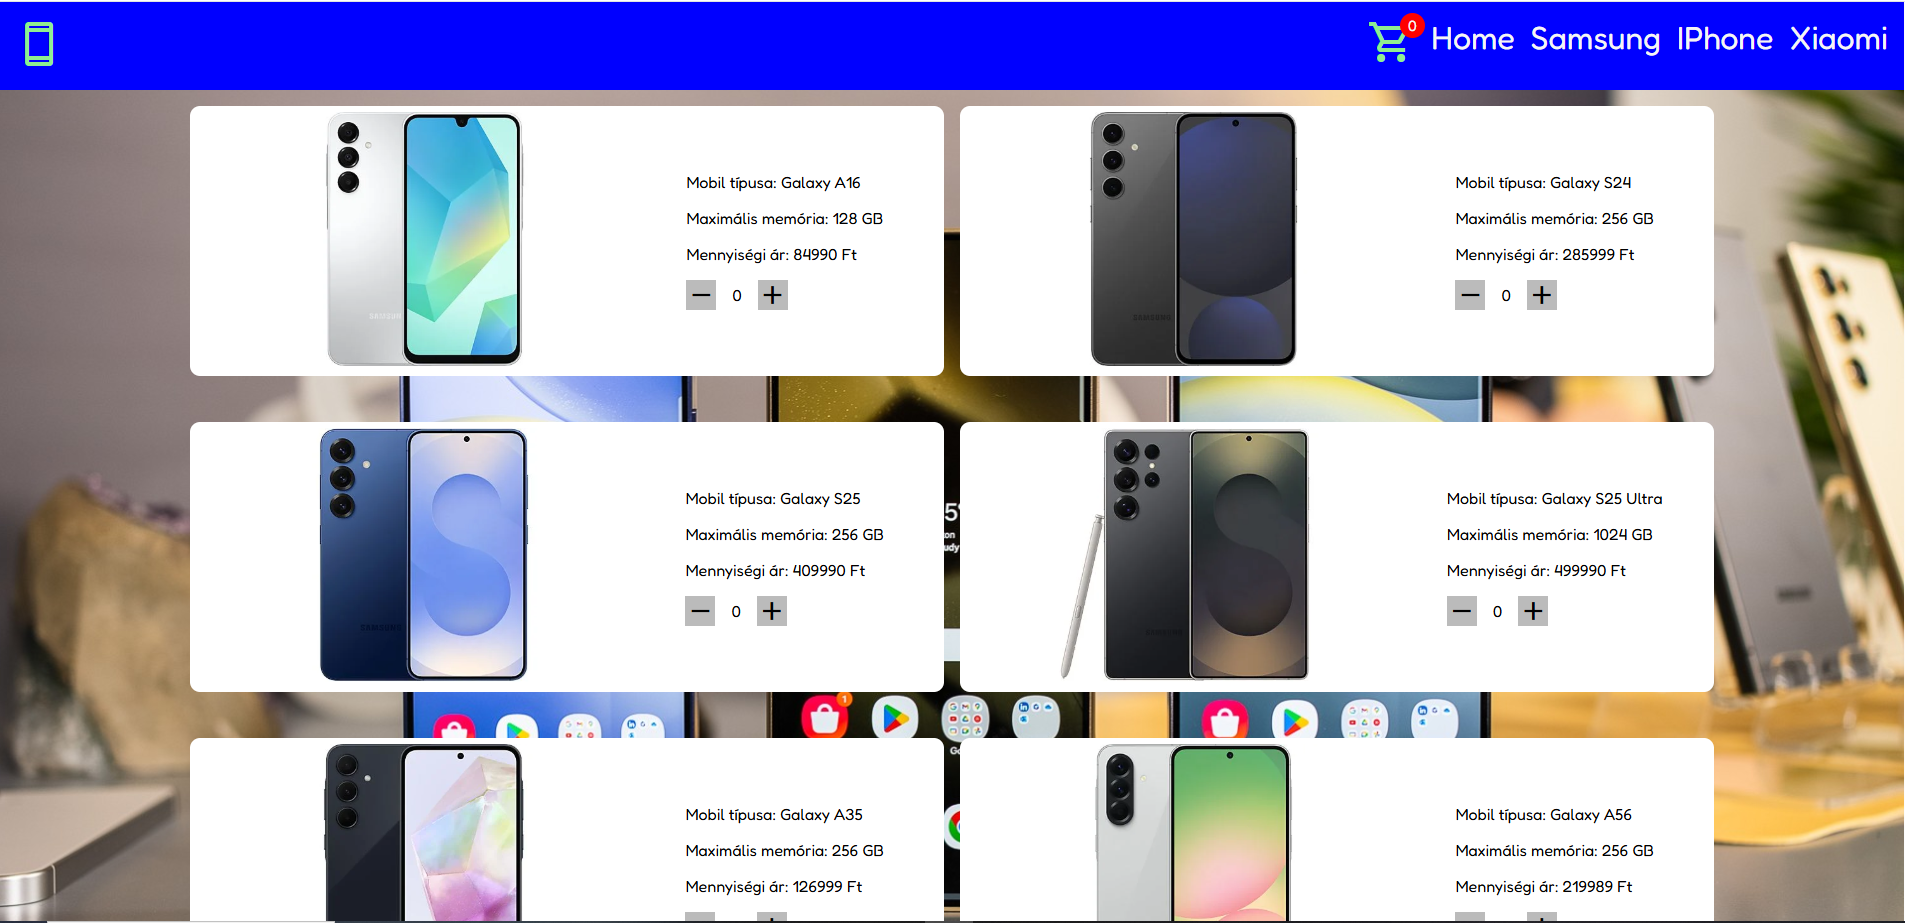 0
Home Samsung IPhone Xiaomi
Mobil típusa: Galaxy A16
Maximális memória: 128 GB
Mennyiségi ár: 84990 Ft
0
SAMSUNG
Mobil típusa: Galaxy S24
Maximális memória: 256 GB
Mennyiségi ár: 285999 Ft
0
SAMSUNG
Mobil típusa: Galaxy S25
Maximális memória: 256 GB
Mennyiségi ár: 409990 Ft
0
SAMSUNG
Mobil típusa: Galaxy S25 Ultra
Maximális memória: 1024 GB
Mennyiségi ár: 499990 Ft
0
1
Mobil típusa: Galaxy A35
Maximális memória: 256 GB
Mennyiségi ár: 126999 Ft
Mobil típusa: Galaxy A56
Maximális memória: 256 GB
Mennyiségi ár: 219989 Ft